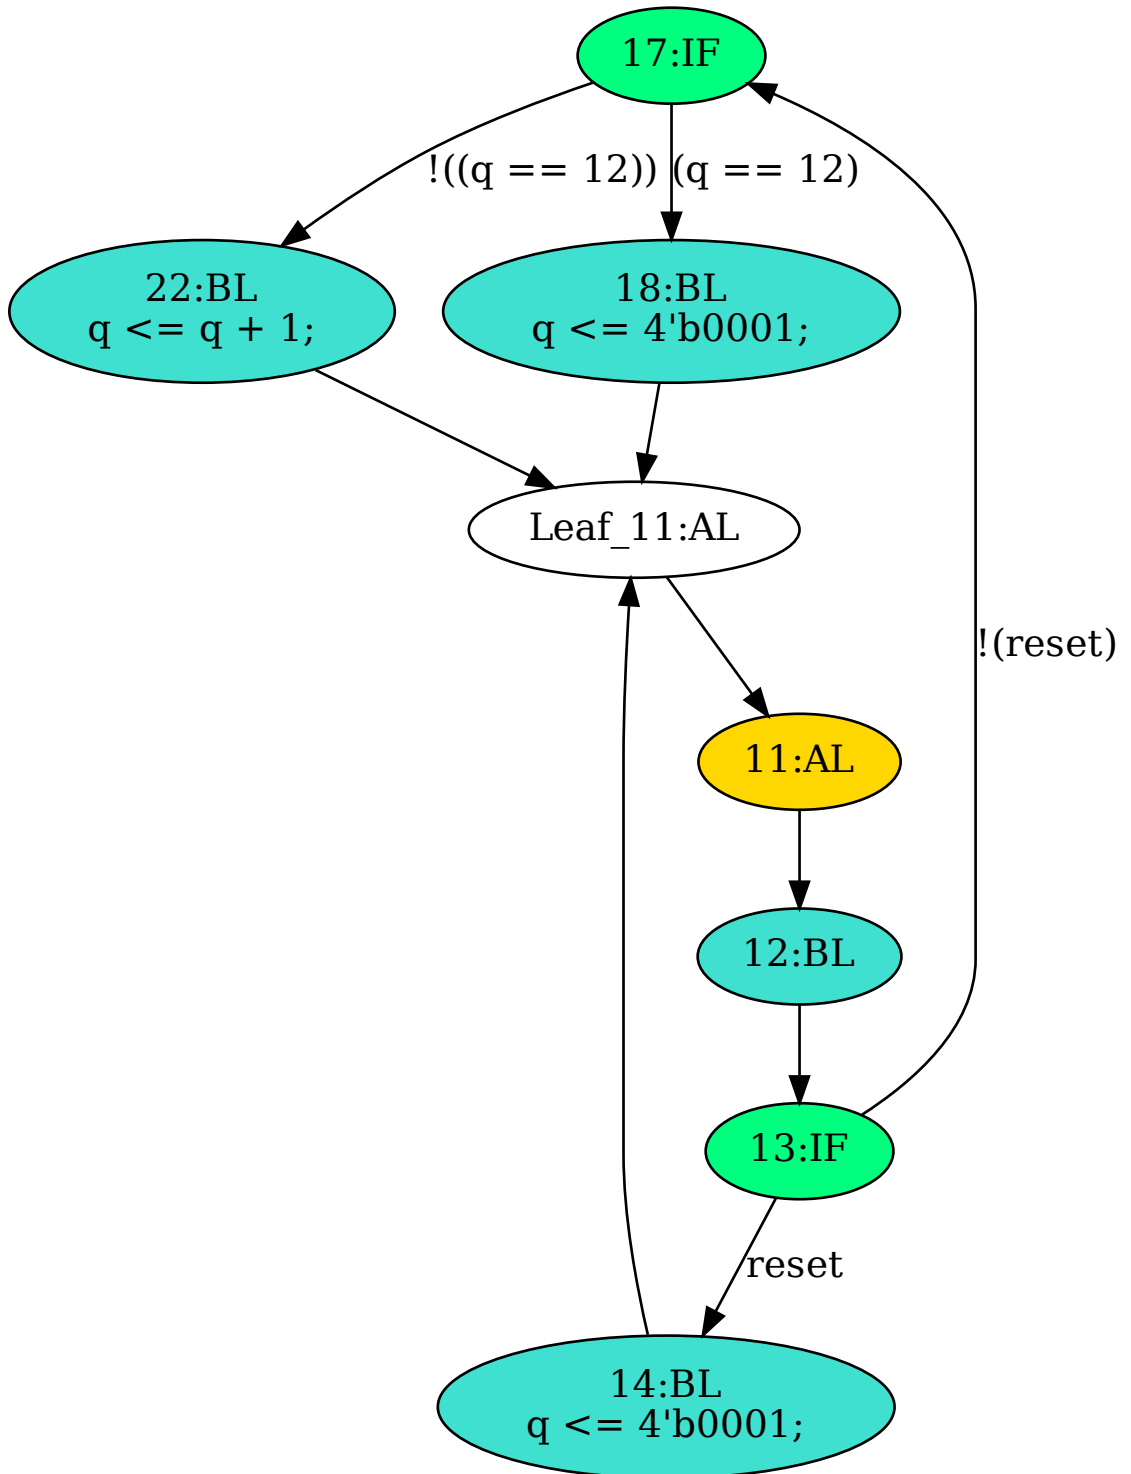 17:IF
!((q == 12))
(q == 12)
22:BL
q <= q + 1;
18:BL
q <= 4'b0001;
Leaf_11:AL
!(reset)
11:AL
12:BL
13:IF
reset
14:BL
q <= 4'b0001;